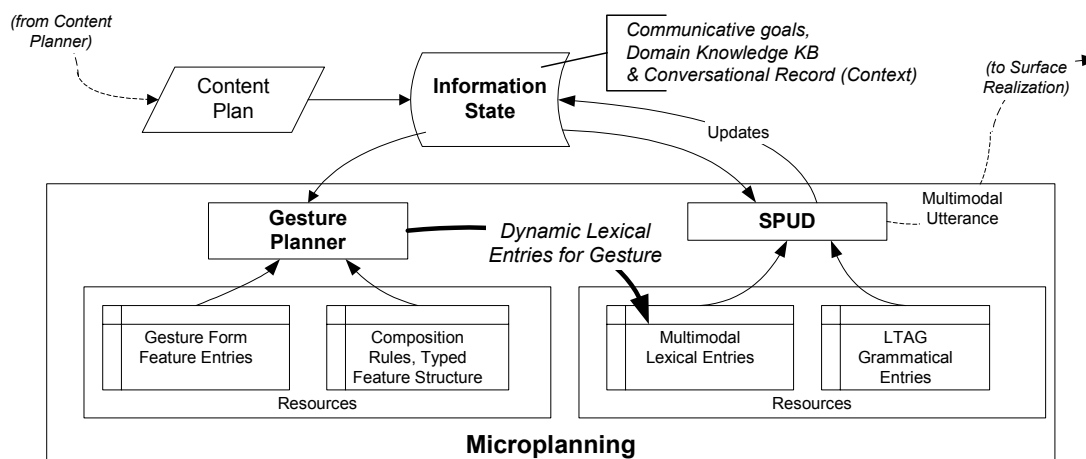 (from Content
Planner)
Content
Plan
Information
State
Communicative goals,
Domain Knowledge KB
& Conversational Record (Context)
(to Surface
Realization)
Updates
Gesture
Planner
Dynamic Lexical
Entries for Gesture
SPUD
Multimodal
Utterance
Gesture Form
Feature Entries
Composition
Rules, Typed
Feature Structure
Resources
Multimodal
Lexical Entries
LTAG
Grammatical
Entries
Resources
Microplanning